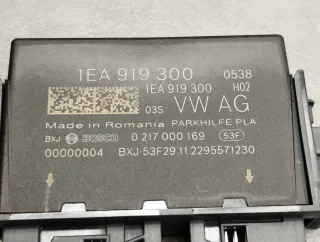 1EA 919 300 0538
1EA 919 300 H02
03S VW AG
Made in Romania PARKHILFE PLA
BXJ BOSCH 0 217 000 169 53F
00000004 BXJ-53F29.11.2295571230